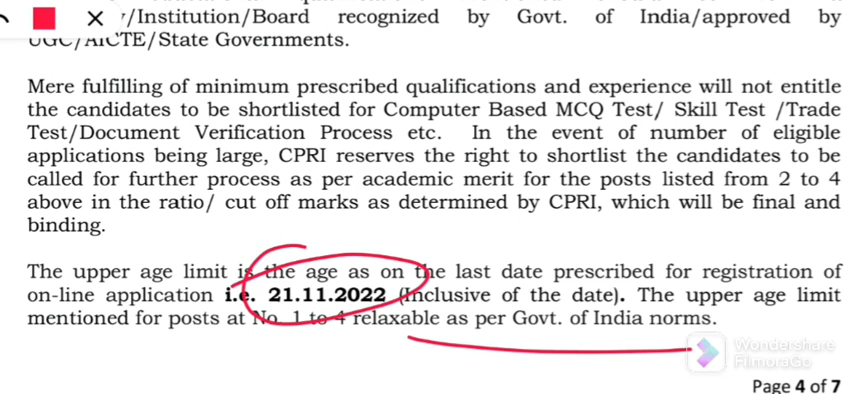 /Institution/Board recognized by Govt. of India/approved by
UGC/AICTE/State Governments.
Mere fulfilling of minimum prescribed qualifications and experience will not entitle
the candidates to be shortlisted for Computer Based MCQ Test/ Skill Test /Trade
Test/Document Verification Process etc. In the event of number of eligible
applications being large, CPRI reserves the right to shortlist the candidates to be
called for further process as per academic merit for the posts listed from 2 to 4
above in the ratio/ cut off marks as determined by CPRI, which will be final and
binding.
The upper age limit is the age as on the last date prescribed for registration of
on-line application i.e. 21.11.2022 (Inclusive of the date). The upper age limit
mentioned for posts at No. 1 to 4 relaxable as per Govt. of India norms.
Wondershare
FilmoraGo
Page 4 of 7